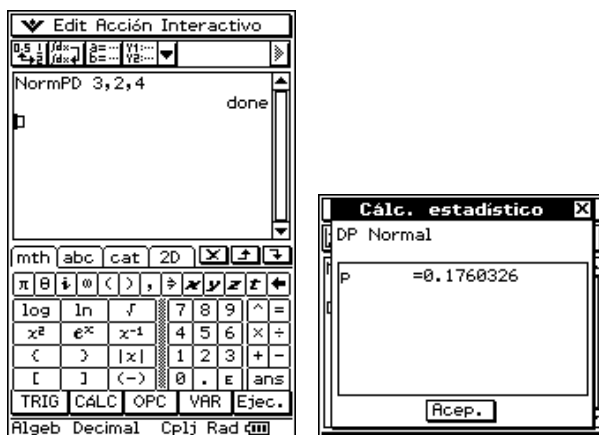 Edit Acción Interactivo
NormPD 3,2,4
done
mth abc cat 2D
π θ i ∞ ( ) , ⇒ x y z t ←
log ln √ 7 8 9 ^ =
x² eˣ x⁻¹ 4 5 6 × ÷
( ) |x| 1 2 3 + −
[ ] (−) 0 . E ans
TRIG CÁLC OPC VAR Ejec.
Algeb Decimal Cplj Rad
Cálc. estadístico X
DP Normal
p =0.1760326
Acep.